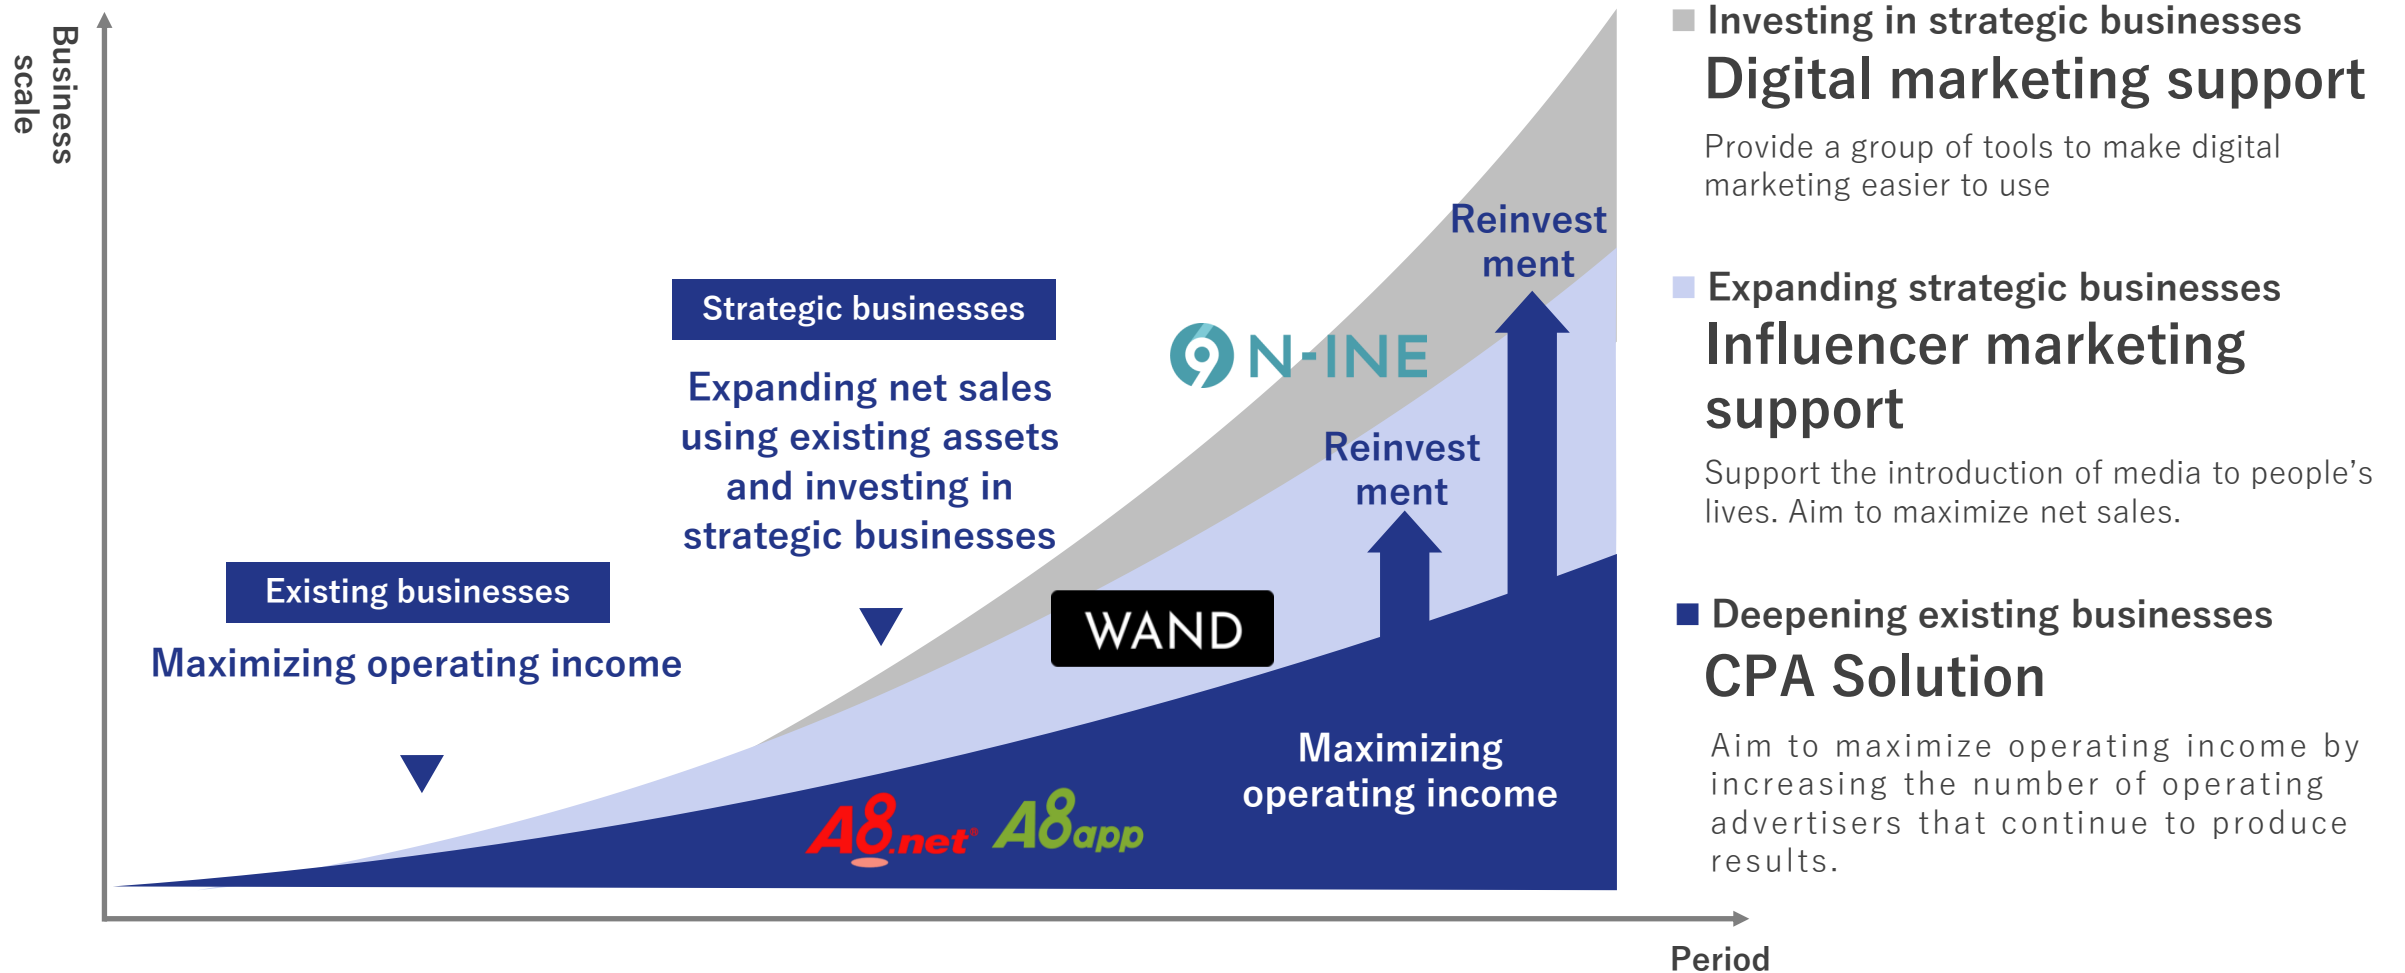 Business
scale
Strategic businesses
Expanding net sales
using existing assets
and investing in
strategic businesses
Existing businesses
Maximizing operating income
N-INE
Reinvest
ment
Reinvest
ment
WAND
Maximizing
operating income
A8.net®
A8app
Period
Investing in strategic businesses
Digital marketing support
Provide a group of tools to make digital
marketing easier to use
Expanding strategic businesses
Influencer marketing
support
Support the introduction of media to people’s
lives. Aim to maximize net sales.
Deepening existing businesses
CPA Solution
Aim to maximize operating income by
increasing the number of operating
advertisers that continue to produce
results.